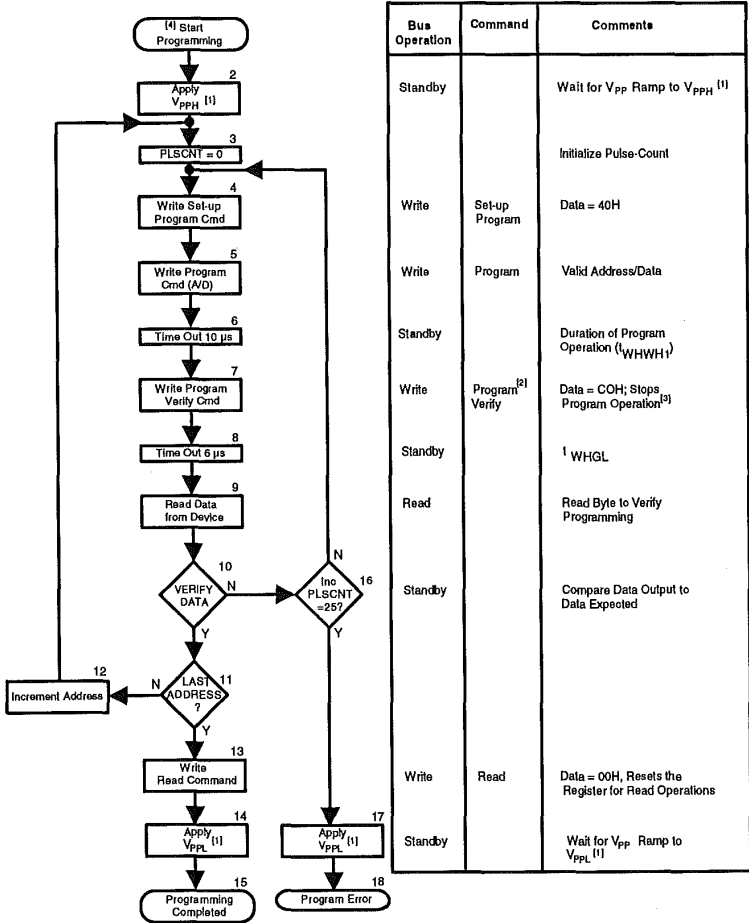 [4] Start
Programming
2
Apply
VPPH [1]
3
PLSCNT = 0
4
Write Set-up
Program Cmd
5
Write Program
Cmd (A/D)
6
Time Out 10 µs
7
Write Program
Verify Cmd
8
Time Out 6 µs
9
Read Data
from Device
10
VERIFY
DATA
N
Y
16
N
Inc
PLSCNT
=25?
Y
11
LAST
ADDRESS
?
N
Y
12
Increment Address
13
Write
Read Command
14
Apply
VPPL [1]
15
Programming
Completed
17
Apply
VPPL [1]
18
Program Error
Bus
Operation
Command
Comments
Standby
Wait for VPP Ramp to VPPH [1]
Initialize Pulse-Count
Write
Set-up
Program
Data = 40H
Write
Program
Valid Address/Data
Standby
Duration of Program
Operation (tWHWH1)
Write
Program[2]
Verify
Data = COH; Stops
Program Operation[3]
Standby
t WHGL
Read
Read Byte to Verify
Programming
Standby
Compare Data Output to
Data Expected
Write
Read
Data = 00H, Resets the
Register for Read Operations
Standby
Wait for VPP Ramp to
VPPL [1]